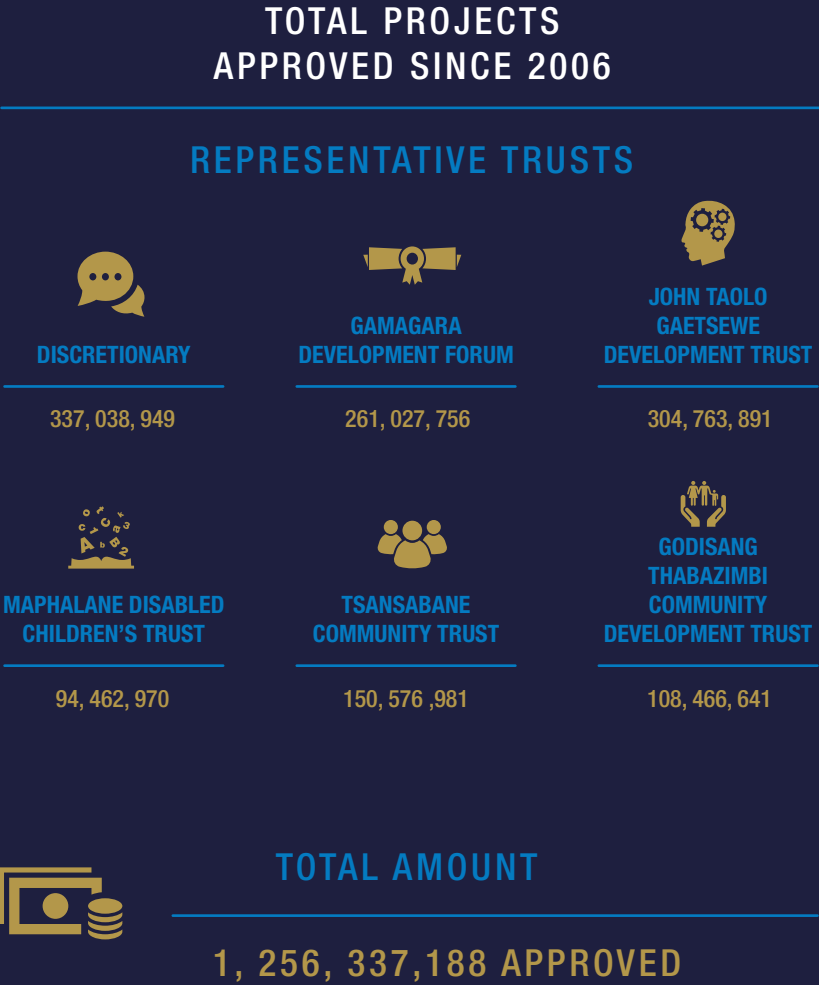 TOTAL PROJECTS
APPROVED SINCE 2006
REPRESENTATIVE TRUSTS
DISCRETIONARY
337, 038, 949
GAMAGARA
DEVELOPMENT FORUM
261, 027, 756
JOHN TAOLO
GAETSEWE
DEVELOPMENT TRUST
304, 763, 891
MAPHALANE DISABLED
CHILDREN’S TRUST
94, 462, 970
TSANSABANE
COMMUNITY TRUST
150, 576 ,981
GODISANG
THABAZIMBI
COMMUNITY
DEVELOPMENT TRUST
108, 466, 641
TOTAL AMOUNT
1, 256, 337,188 APPROVED